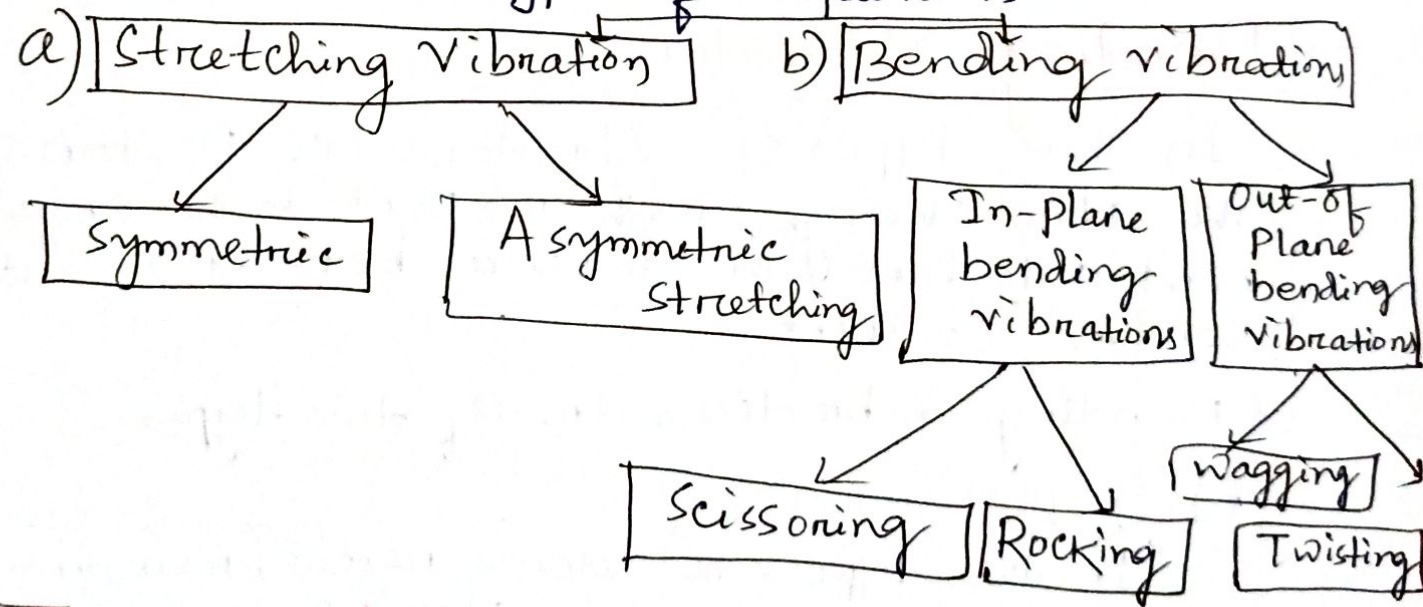 a) Stretching Vibration
b) Bending vibrations
Symmetric
Asymmetric
Stretching
In-plane
bending
vibrations
Out-of
Plane
bending
vibrations
Scissoring
Rocking
Wagging
Twisting